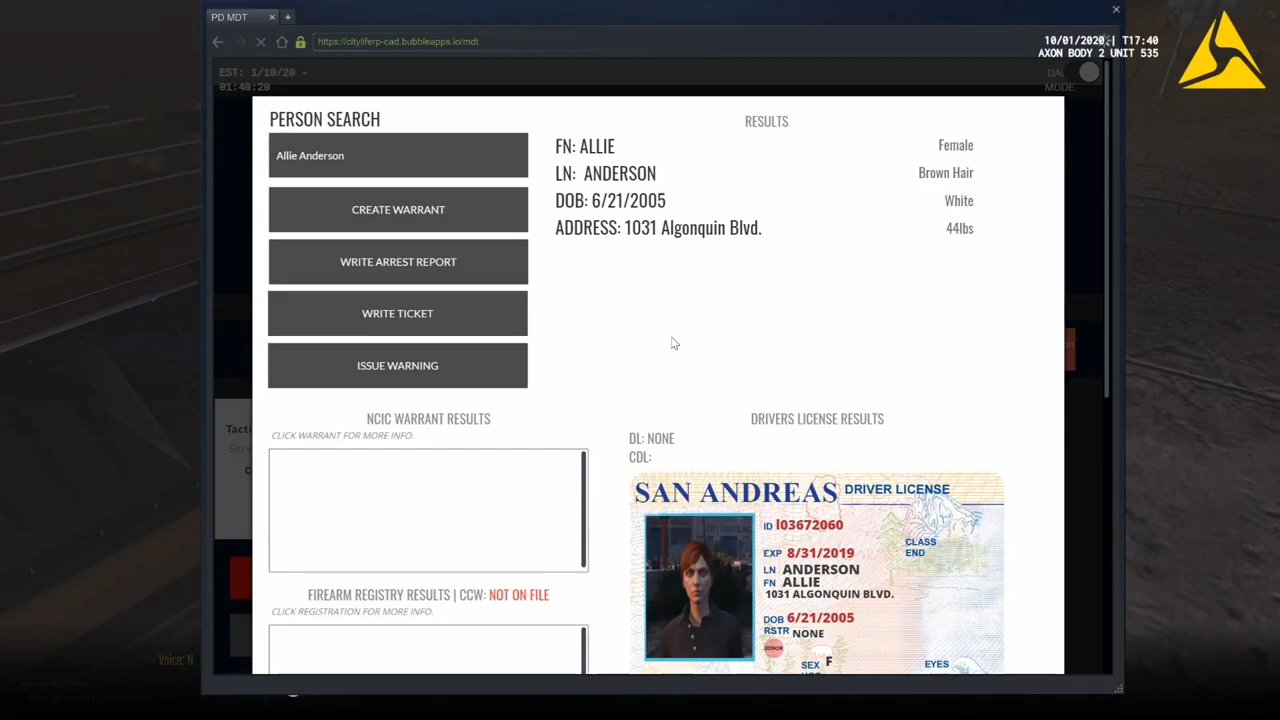 PD MDT
https://cityliferp-cad.bubbleapps.io/mdt
10/01/2020 | T17:40
AXON BODY 2 UNIT 535
EST: 1/10/20 -
01:40:20
MODE
PERSON SEARCH
Allie Anderson
CREATE WARRANT
WRITE ARREST REPORT
WRITE TICKET
ISSUE WARNING
RESULTS
FN: ALLIE
Female
LN: ANDERSON
Brown Hair
DOB: 6/21/2005
White
ADDRESS: 1031 Algonquin Blvd.
44lbs
NCIC WARRANT RESULTS
CLICK WARRANT FOR MORE INFO.
FIREARM REGISTRY RESULTS | CCW: NOT ON FILE
CLICK REGISTRATION FOR MORE INFO.
DRIVERS LICENSE RESULTS
DL: NONE
CDL:
SAN ANDREAS DRIVER LICENSE
ID I03672060
CLASS
END
EXP 8/31/2019
LN ANDERSON
FN ALLIE
1031 ALGONQUIN BLVD.
DOB 6/21/2005
RSTR NONE
DONOR
SEX F
EYES
Voice: N